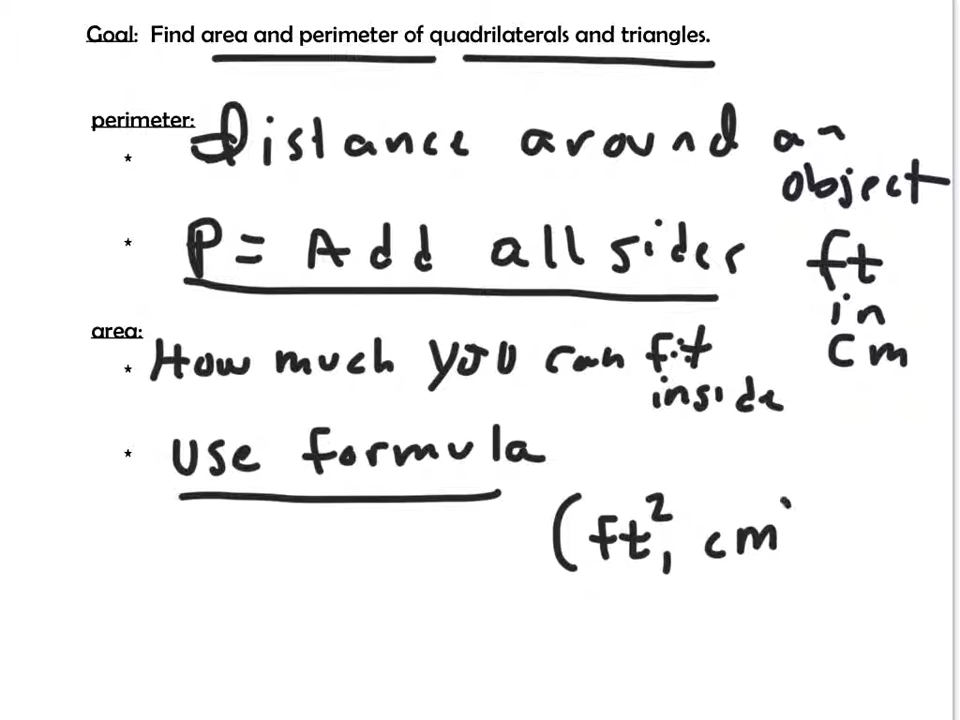 Goal: Find area and perimeter of quadrilaterals and triangles.
perimeter:
* Distance around an
object
* P = Add all sides
ft
in
cm
area:
* How much you can fit
inside
* use formula
(ft², cm